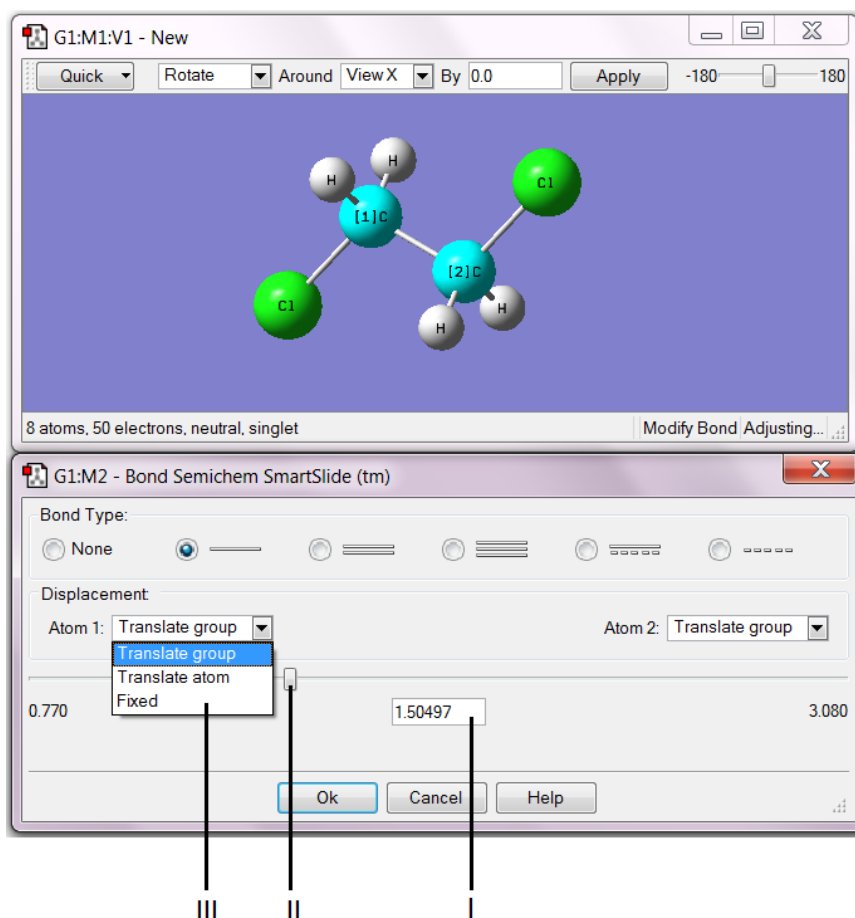 G1:M1:V1 - New
Quick Rotate Around View X By 0.0 Apply -180 180
H H Cl
[1]C
[2]C
Cl H H
8 atoms, 50 electrons, neutral, singlet Modify Bond Adjusting...
G1:M2 - Bond Semichem SmartSlide (tm)
Bond Type:
None
Displacement:
Atom 1: Translate group Atom 2: Translate group
Translate group
Translate atom
Fixed
0.770 1.50497 3.080
Ok Cancel Help
III II I